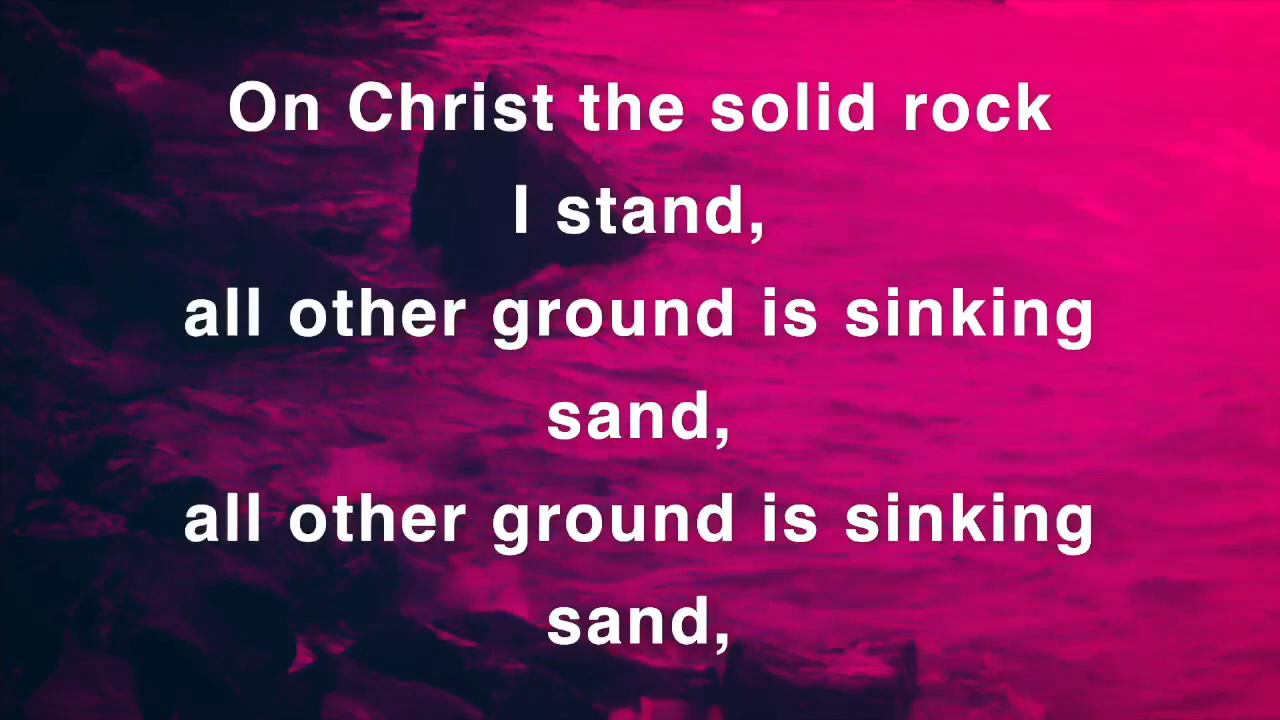 On Christ the solid rock
I stand,
all other ground is sinking
sand,
all other ground is sinking
sand,